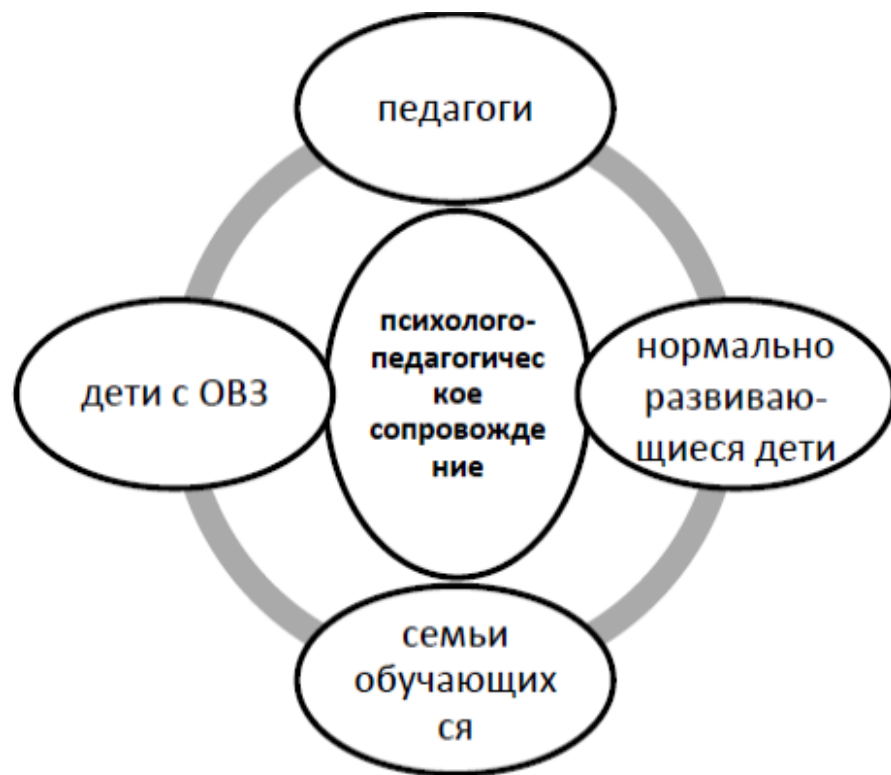 педагоги
психолого-
педагогичес
кое
сопровожде
ние
дети с ОВЗ
нормально
развиваю-
щиеся дети
семьи
обучающих
ся